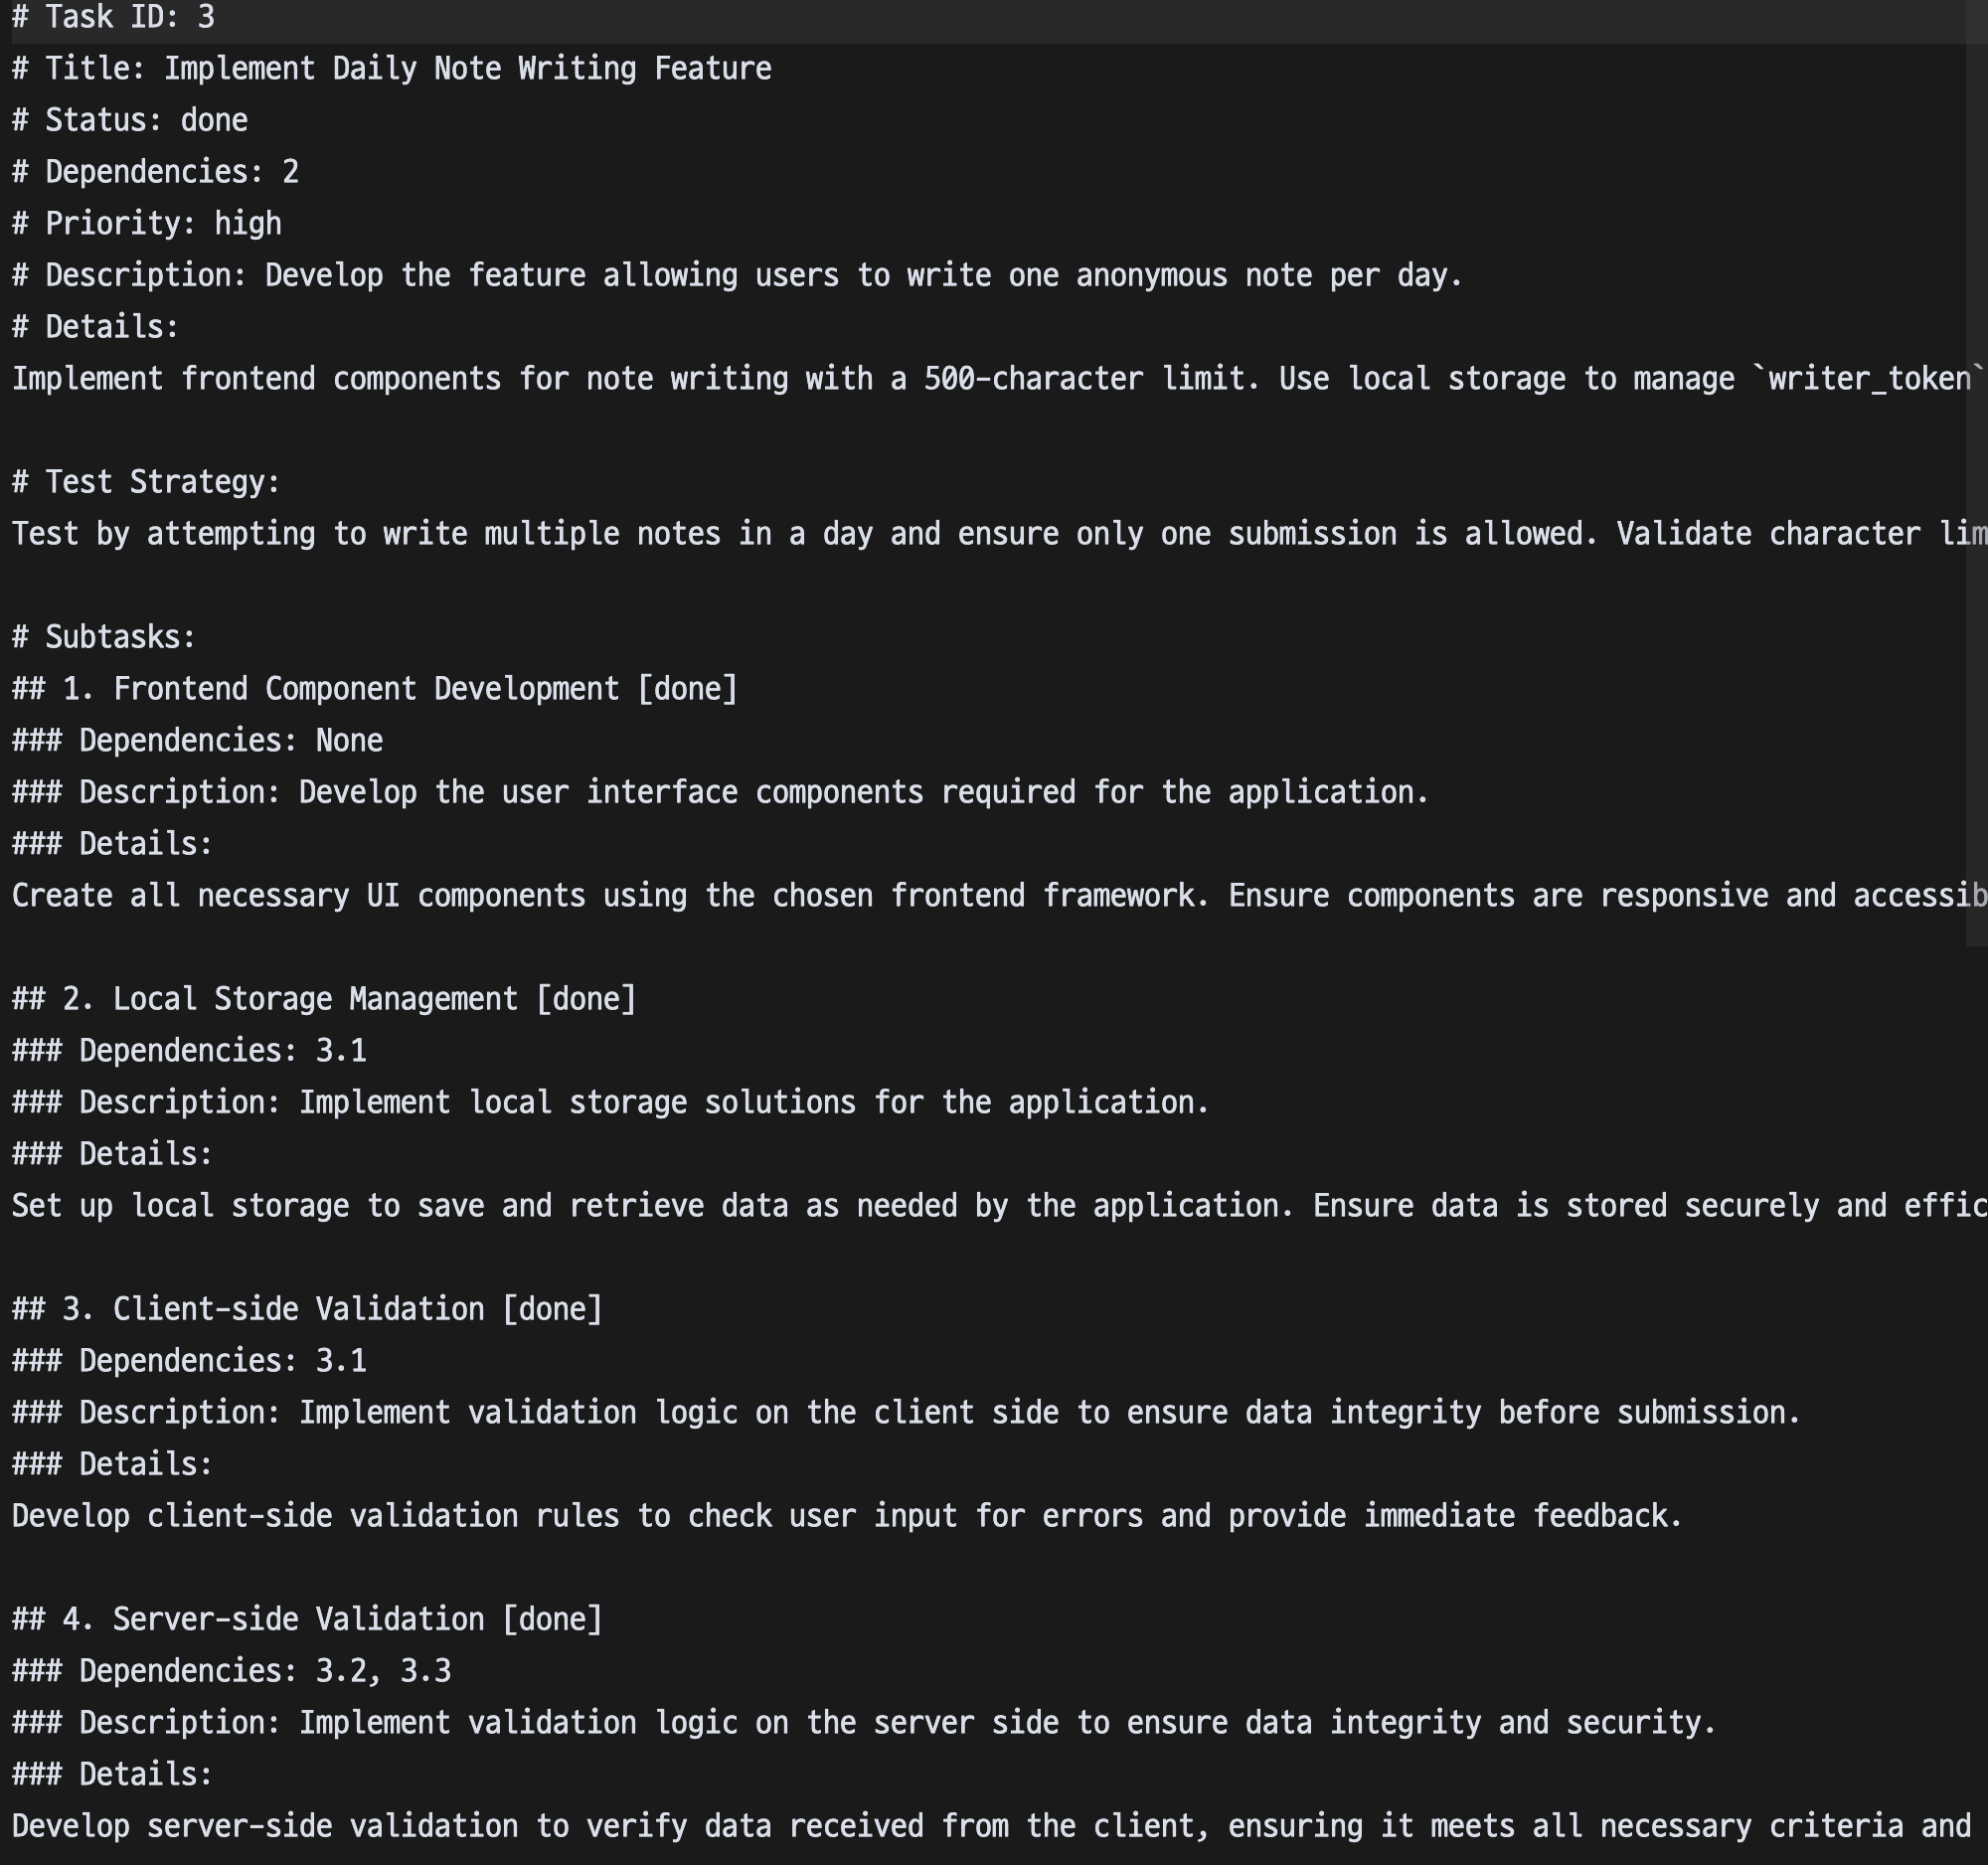 # Task ID: 3
# Title: Implement Daily Note Writing Feature
# Status: done
# Dependencies: 2
# Priority: high
# Description: Develop the feature allowing users to write one anonymous note per day.
# Details:
Implement frontend components for note writing with a 500-character limit. Use local storage to manage `writer_token`
# Test Strategy:
Test by attempting to write multiple notes in a day and ensure only one submission is allowed. Validate character
# Subtasks:
## 1. Frontend Component Development [done]
### Dependencies: None
### Description: Develop the user interface components required for the application.
### Details:
Create all necessary UI components using the chosen frontend framework. Ensure components are responsive and
## 2. Local Storage Management [done]
### Dependencies: 3.1
### Description: Implement local storage solutions for the application.
### Details:
Set up local storage to save and retrieve data as needed by the application. Ensure data is stored securely and
## 3. Client-side Validation [done]
### Dependencies: 3.1
### Description: Implement validation logic on the client side to ensure data integrity before submission.
### Details:
Develop client-side validation rules to check user input for errors and provide immediate feedback.
## 4. Server-side Validation [done]
### Dependencies: 3.2, 3.3
### Description: Implement validation logic on the server side to ensure data integrity and security.
### Details:
Develop server-side validation to verify data received from the client, ensuring it meets all necessary criteria and